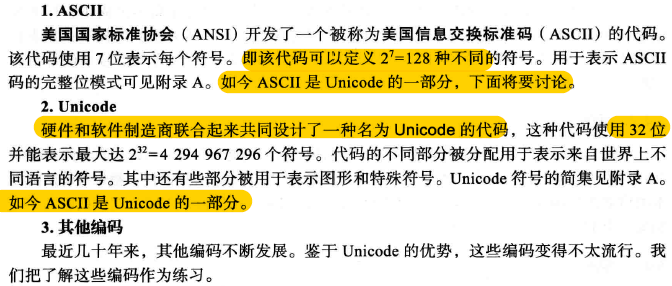 1. ASCII
美国国家标准协会（ANSI）开发了一个被称为美国信息交换标准码（ASCII）的代码。
该代码使用 7 位表示每个符号。即该代码可以定义 2⁷=128 种不同的符号。用于表示 ASCII
码的完整位模式可见附录 A。如今 ASCII 是 Unicode 的一部分，下面将要讨论。
2. Unicode
硬件和软件制造商联合起来共同设计了一种名为 Unicode 的代码，这种代码使用 32 位
并能表示最大达 2³²=4 294 967 296 个符号。代码的不同部分被分配用于表示来自世界上不
同语言的符号。其中还有些部分被用于表示图形和特殊符号。Unicode 符号的简集见附录 A。
如今 ASCII 是 Unicode 的一部分。
3. 其他编码
最近几十年来，其他编码不断发展。鉴于 Unicode 的优势，这些编码变得不太流行。我
们把了解这些编码作为练习。